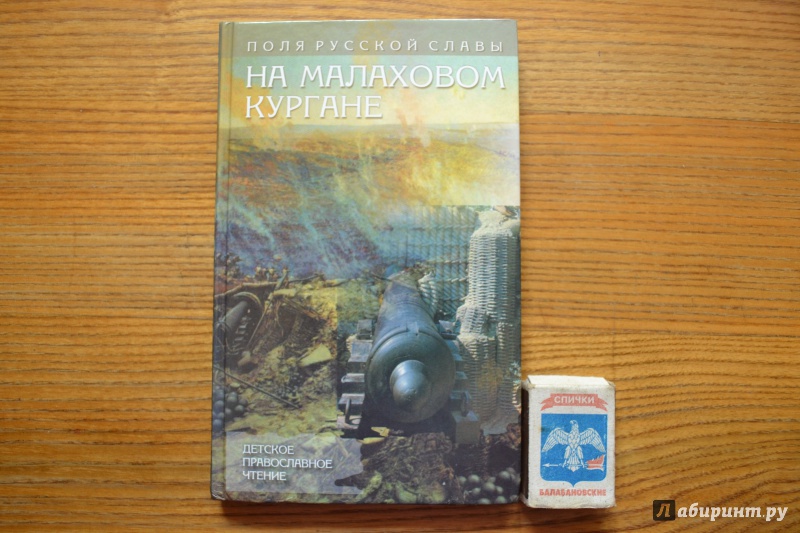 ПОЛЯ РУССКОЙ СЛАВЫ
НА МАЛАХОВОМ
КУРГАНЕ
ДЕТСКОЕ
ПРАВОСЛАВНОЕ
ЧТЕНИЕ
СПИЧКИ
БАЛАБАНОВСКИЕ
Лабиринт.ру